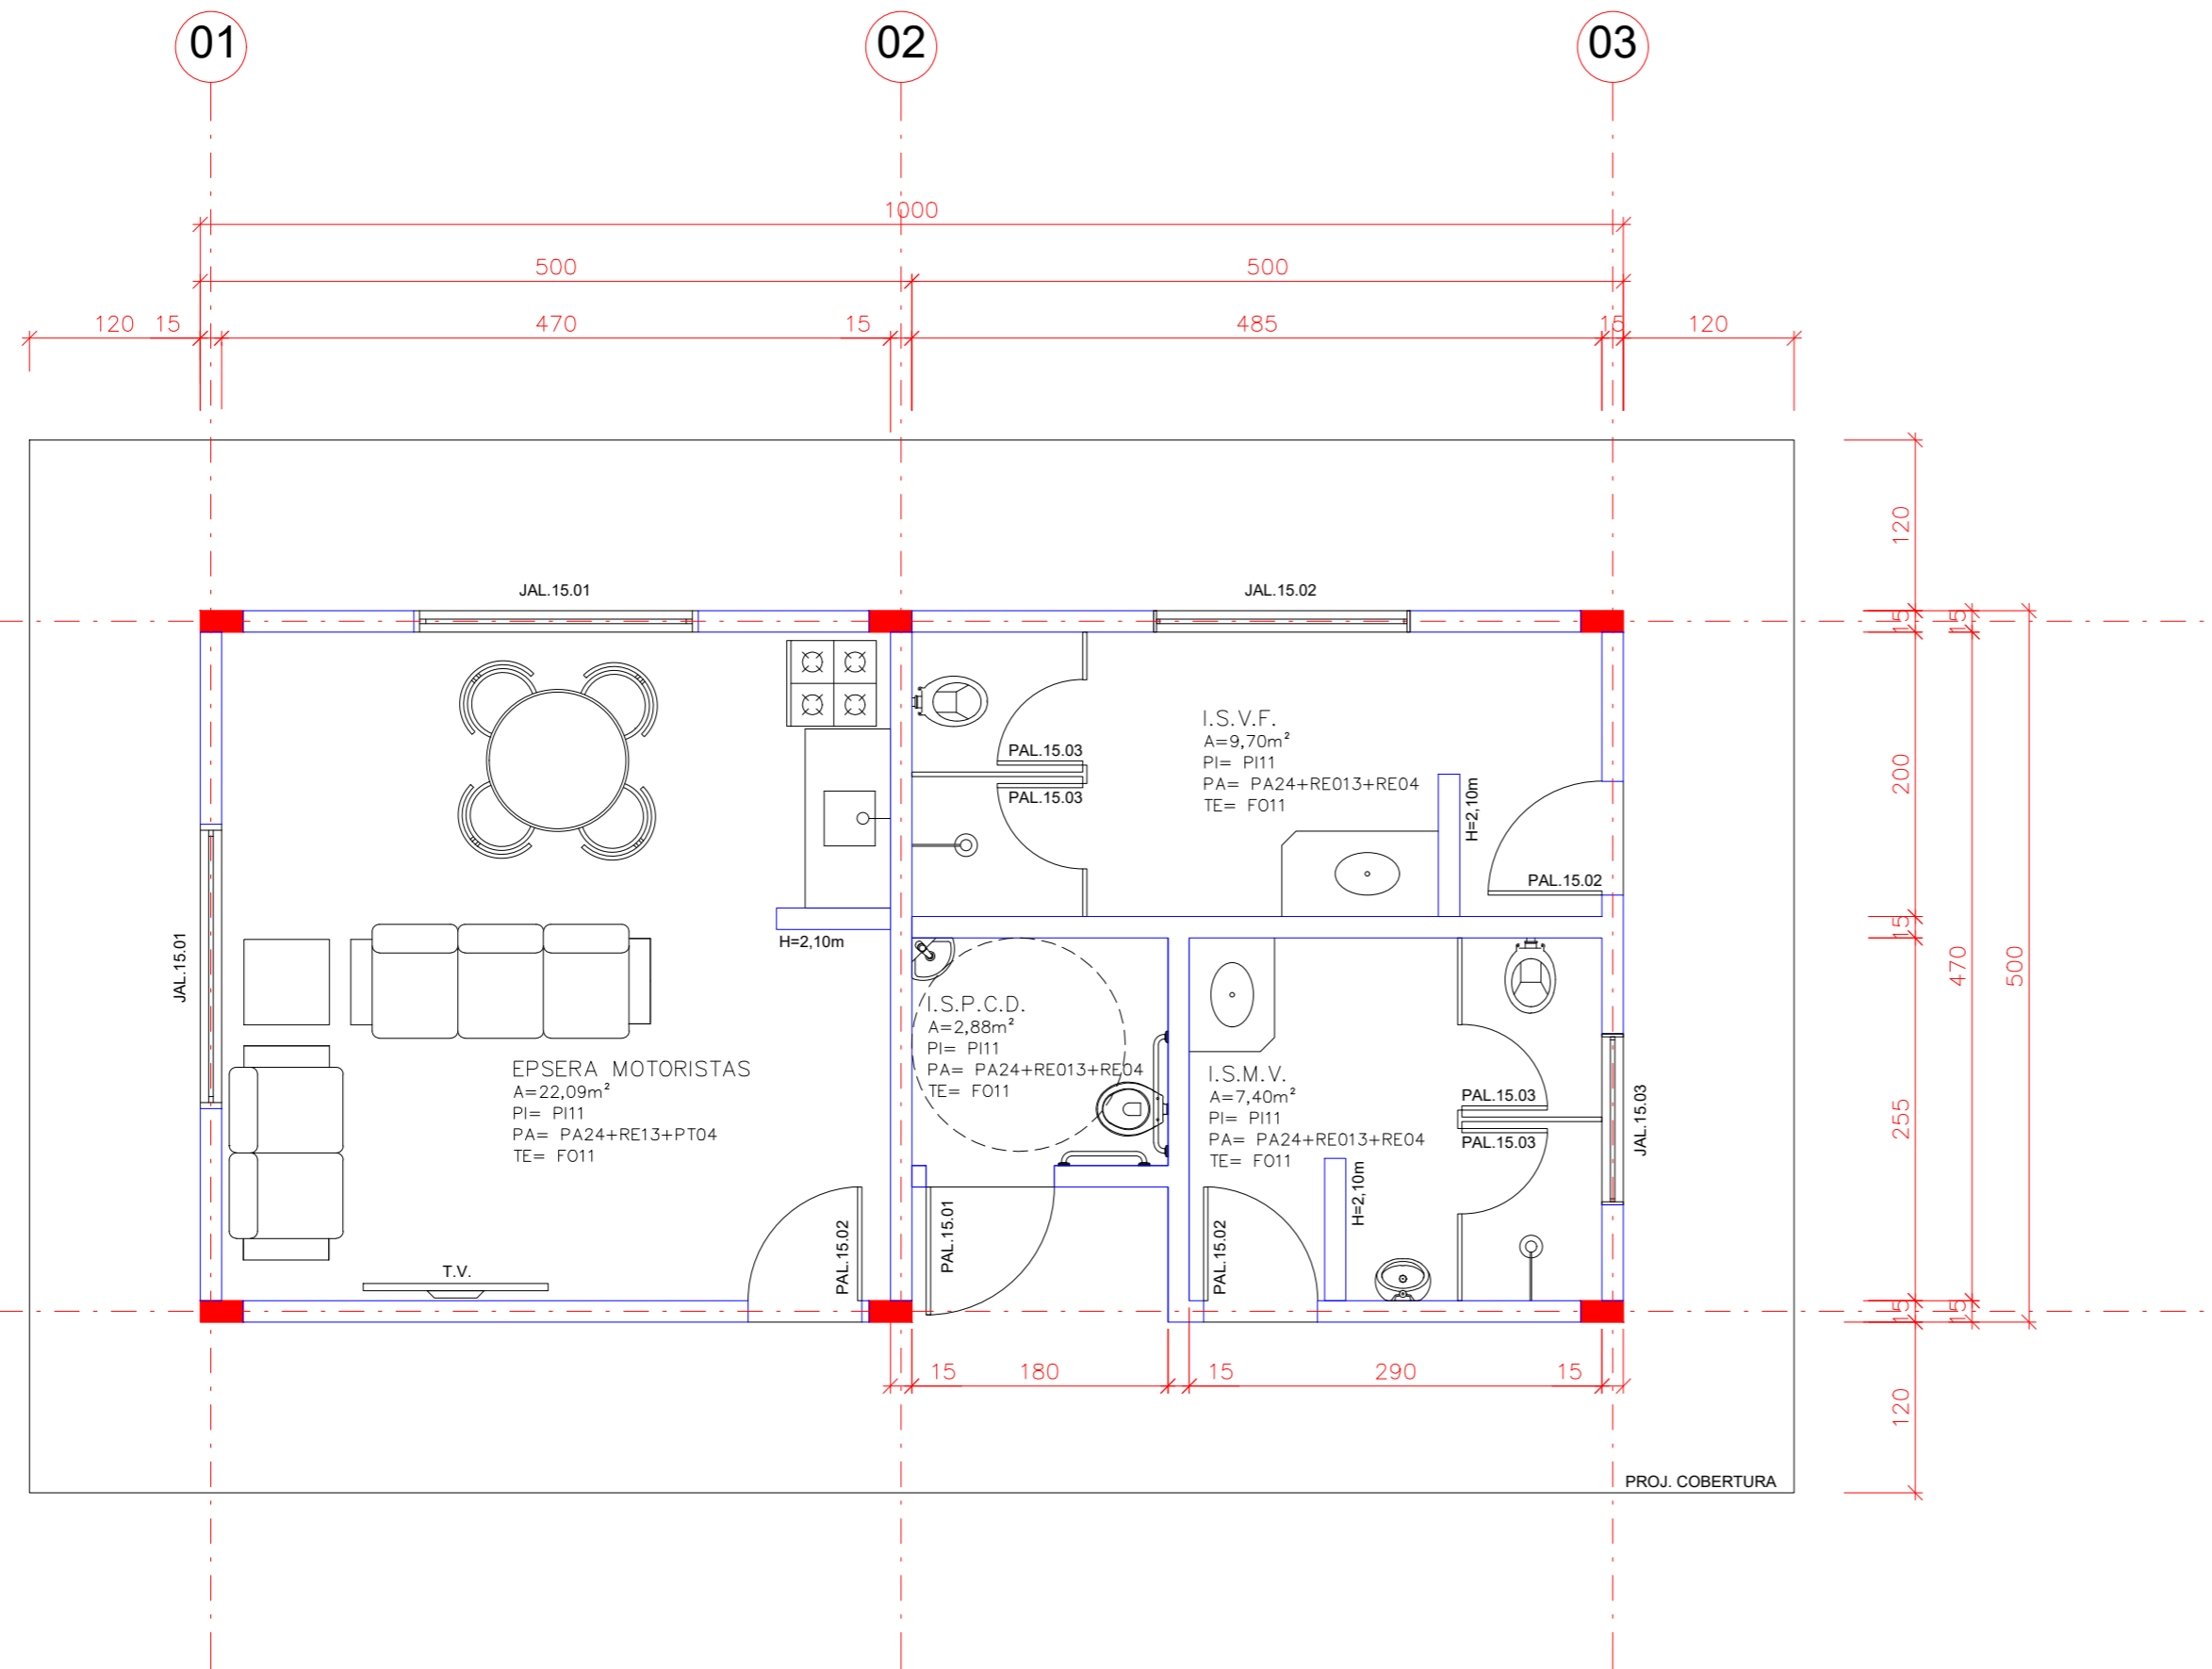 01
02
03
1000
500
500
120
15
470
15
485
15
120
JAL.15.01
JAL.15.02
I.S.V.F.
A=9,70m²
PI= PI11
PA= PA24+RE013+RE04
TE= FO11
PAL.15.03
PAL.15.03
H=2,10m
PAL.15.02
JAL.15.01
H=2,10m
EPSERA MOTORISTAS
A=22,09m²
PI= PI11
PA= PA24+RE13+PT04
TE= FO11
I.S.P.C.D.
A=2,88m²
PI= PI11
PA= PA24+RE013+RE04
TE= FO11
I.S.M.V.
A=7,40m²
PI= PI11
PA= PA24+RE013+RE04
TE= FO11
PAL.15.03
PAL.15.03
JAL.15.03
H=2,10m
T.V.
PAL.15.02
PAL.15.01
PAL.15.02
15
180
15
290
15
PROJ. COBERTURA
120
15
200
15
255
15
120
15
470
15
500